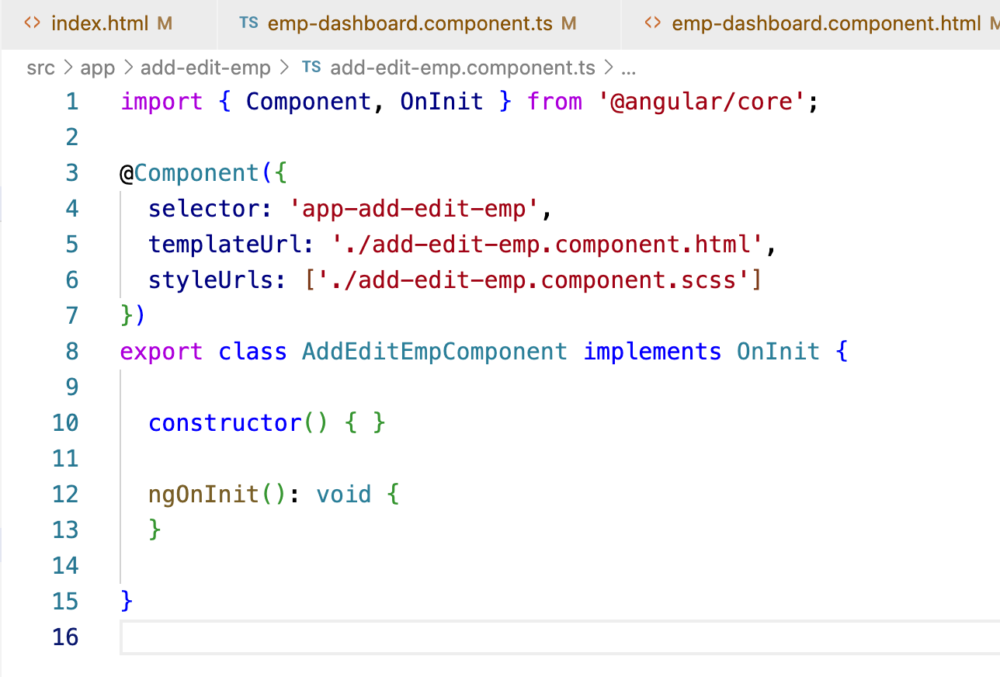 <> index.html M TS emp-dashboard.component.ts M <> emp-dashboard.component.html M
src > app > add-edit-emp > TS add-edit-emp.component.ts > ...
1 import { Component, OnInit } from '@angular/core';
2
3 @Component({
4   selector: 'app-add-edit-emp',
5   templateUrl: './add-edit-emp.component.html',
6   styleUrls: ['./add-edit-emp.component.scss']
7 })
8 export class AddEditEmpComponent implements OnInit {
9
10   constructor() { }
11
12   ngOnInit(): void {
13   }
14
15 }
16